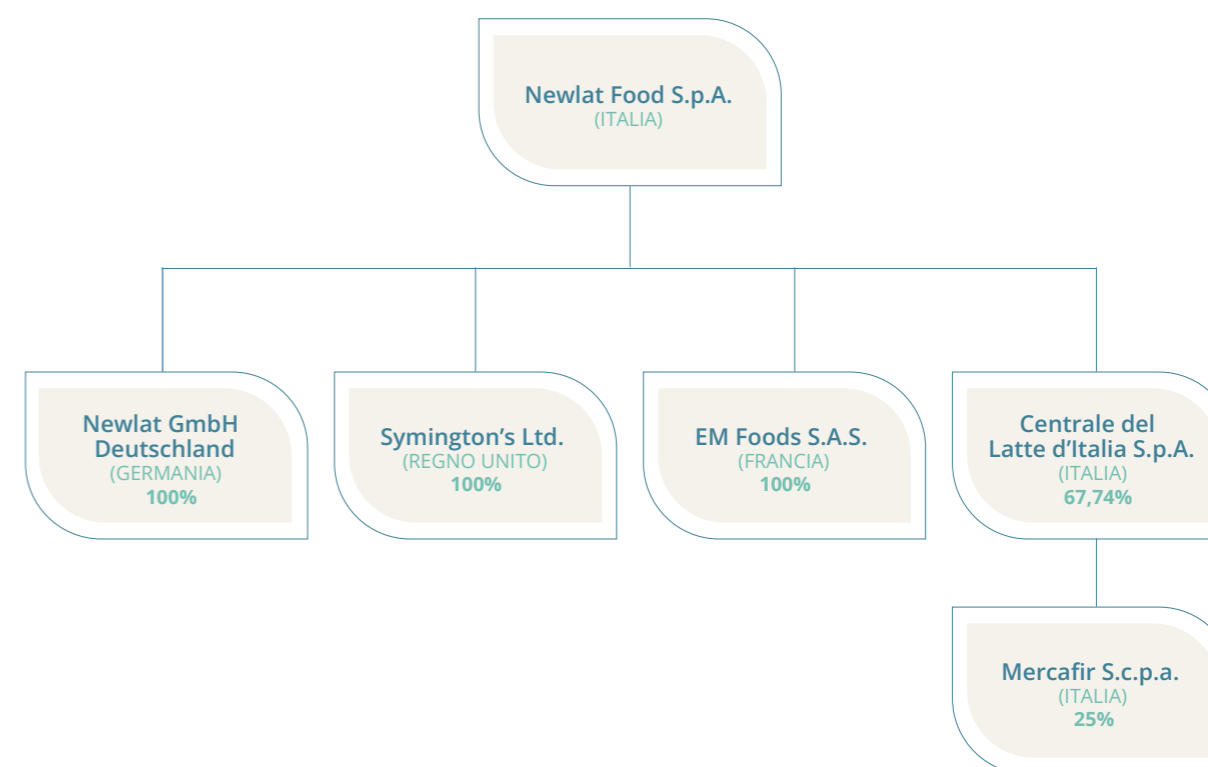 Newlat Food S.p.A.
(ITALIA)
Newlat GmbH
Deutschland
(GERMANIA)
100%
Symington’s Ltd.
(REGNO UNITO)
100%
EM Foods S.A.S.
(FRANCIA)
100%
Centrale del
Latte d’Italia S.p.A.
(ITALIA)
67,74%
Mercafir S.c.p.a.
(ITALIA)
25%